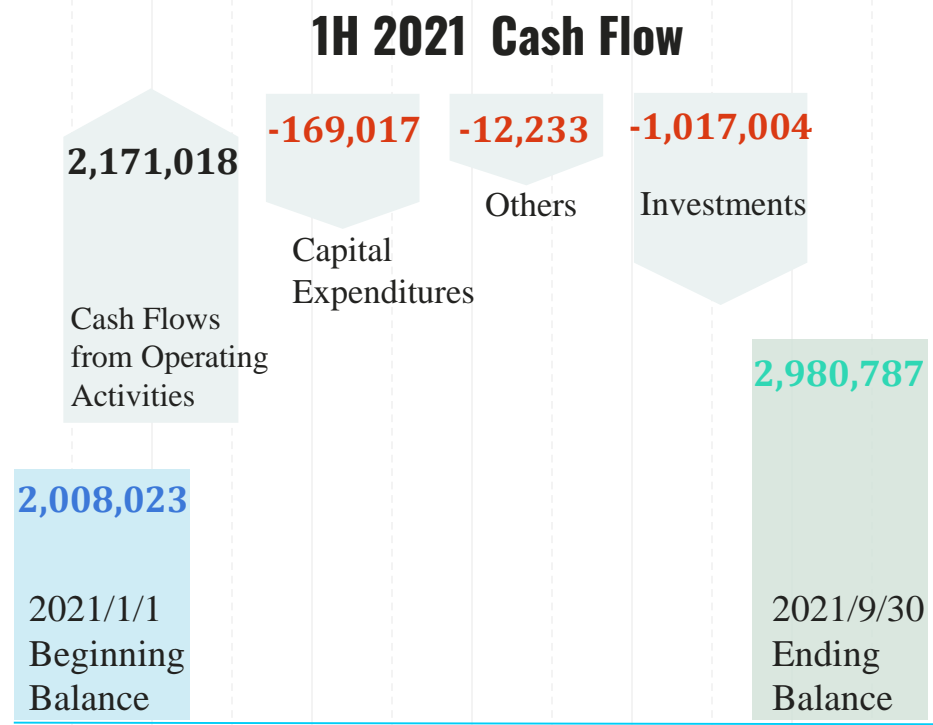 1H 2021 Cash Flow
2,171,018
Cash Flows
from Operating
Activities
-169,017
Capital
Expenditures
-12,233
Others
-1,017,004
Investments
2,008,023
2021/1/1
Beginning
Balance
2,980,787
2021/9/30
Ending
Balance